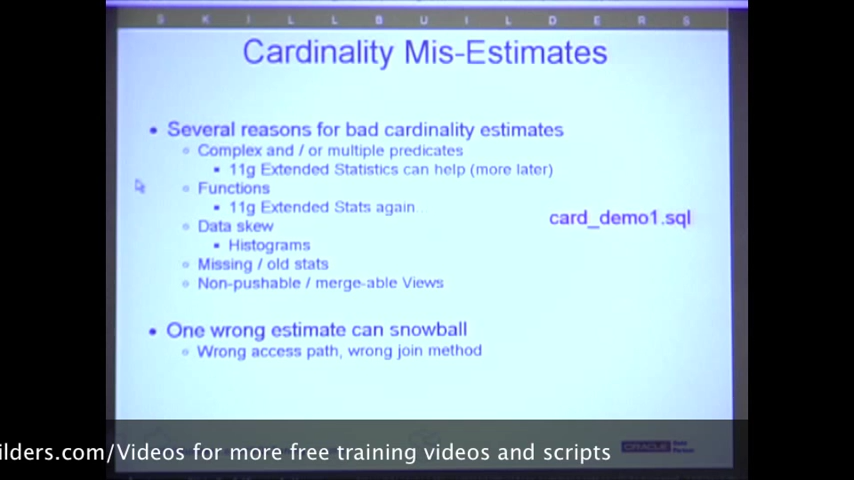 S K I L L B U I L D E R S
Cardinality Mis-Estimates
• Several reasons for bad cardinality estimates
Complex and / or multiple predicates
11g Extended Statistics can help (more later)
Functions
11g Extended Stats again..
Data skew
Histograms
card_demo1.sql
Missing / old stats
Non-pushable / merge-able Views
• One wrong estimate can snowball
Wrong access path, wrong join method
ilders.com/Videos for more free training videos and scripts
ORACLE